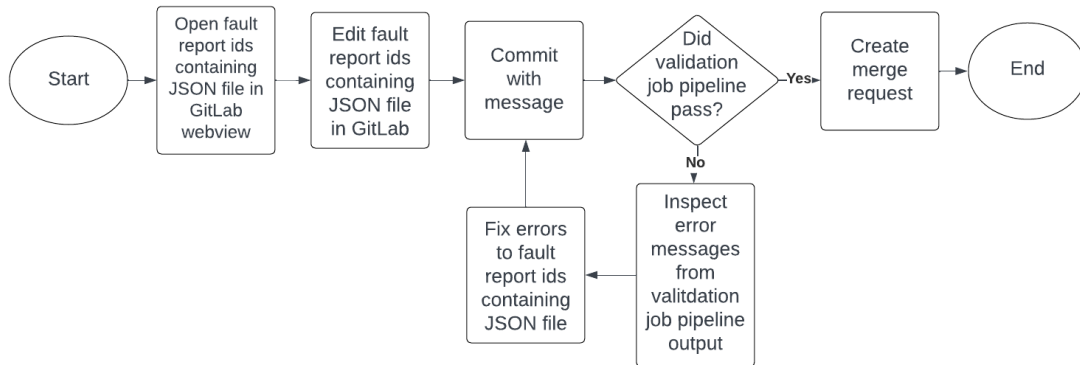 Start
Open fault
report ids
containing
JSON file in
GitLab
webview
Edit fault
report ids
containing
JSON file
in GitLab
Commit
with
message
Did
validation
job pipeline
pass?
Yes
Create
merge
request
End
No
Inspect
error
messages
from
valitdation
job pipeline
output
Fix errors
to fault
report ids
containing
JSON file